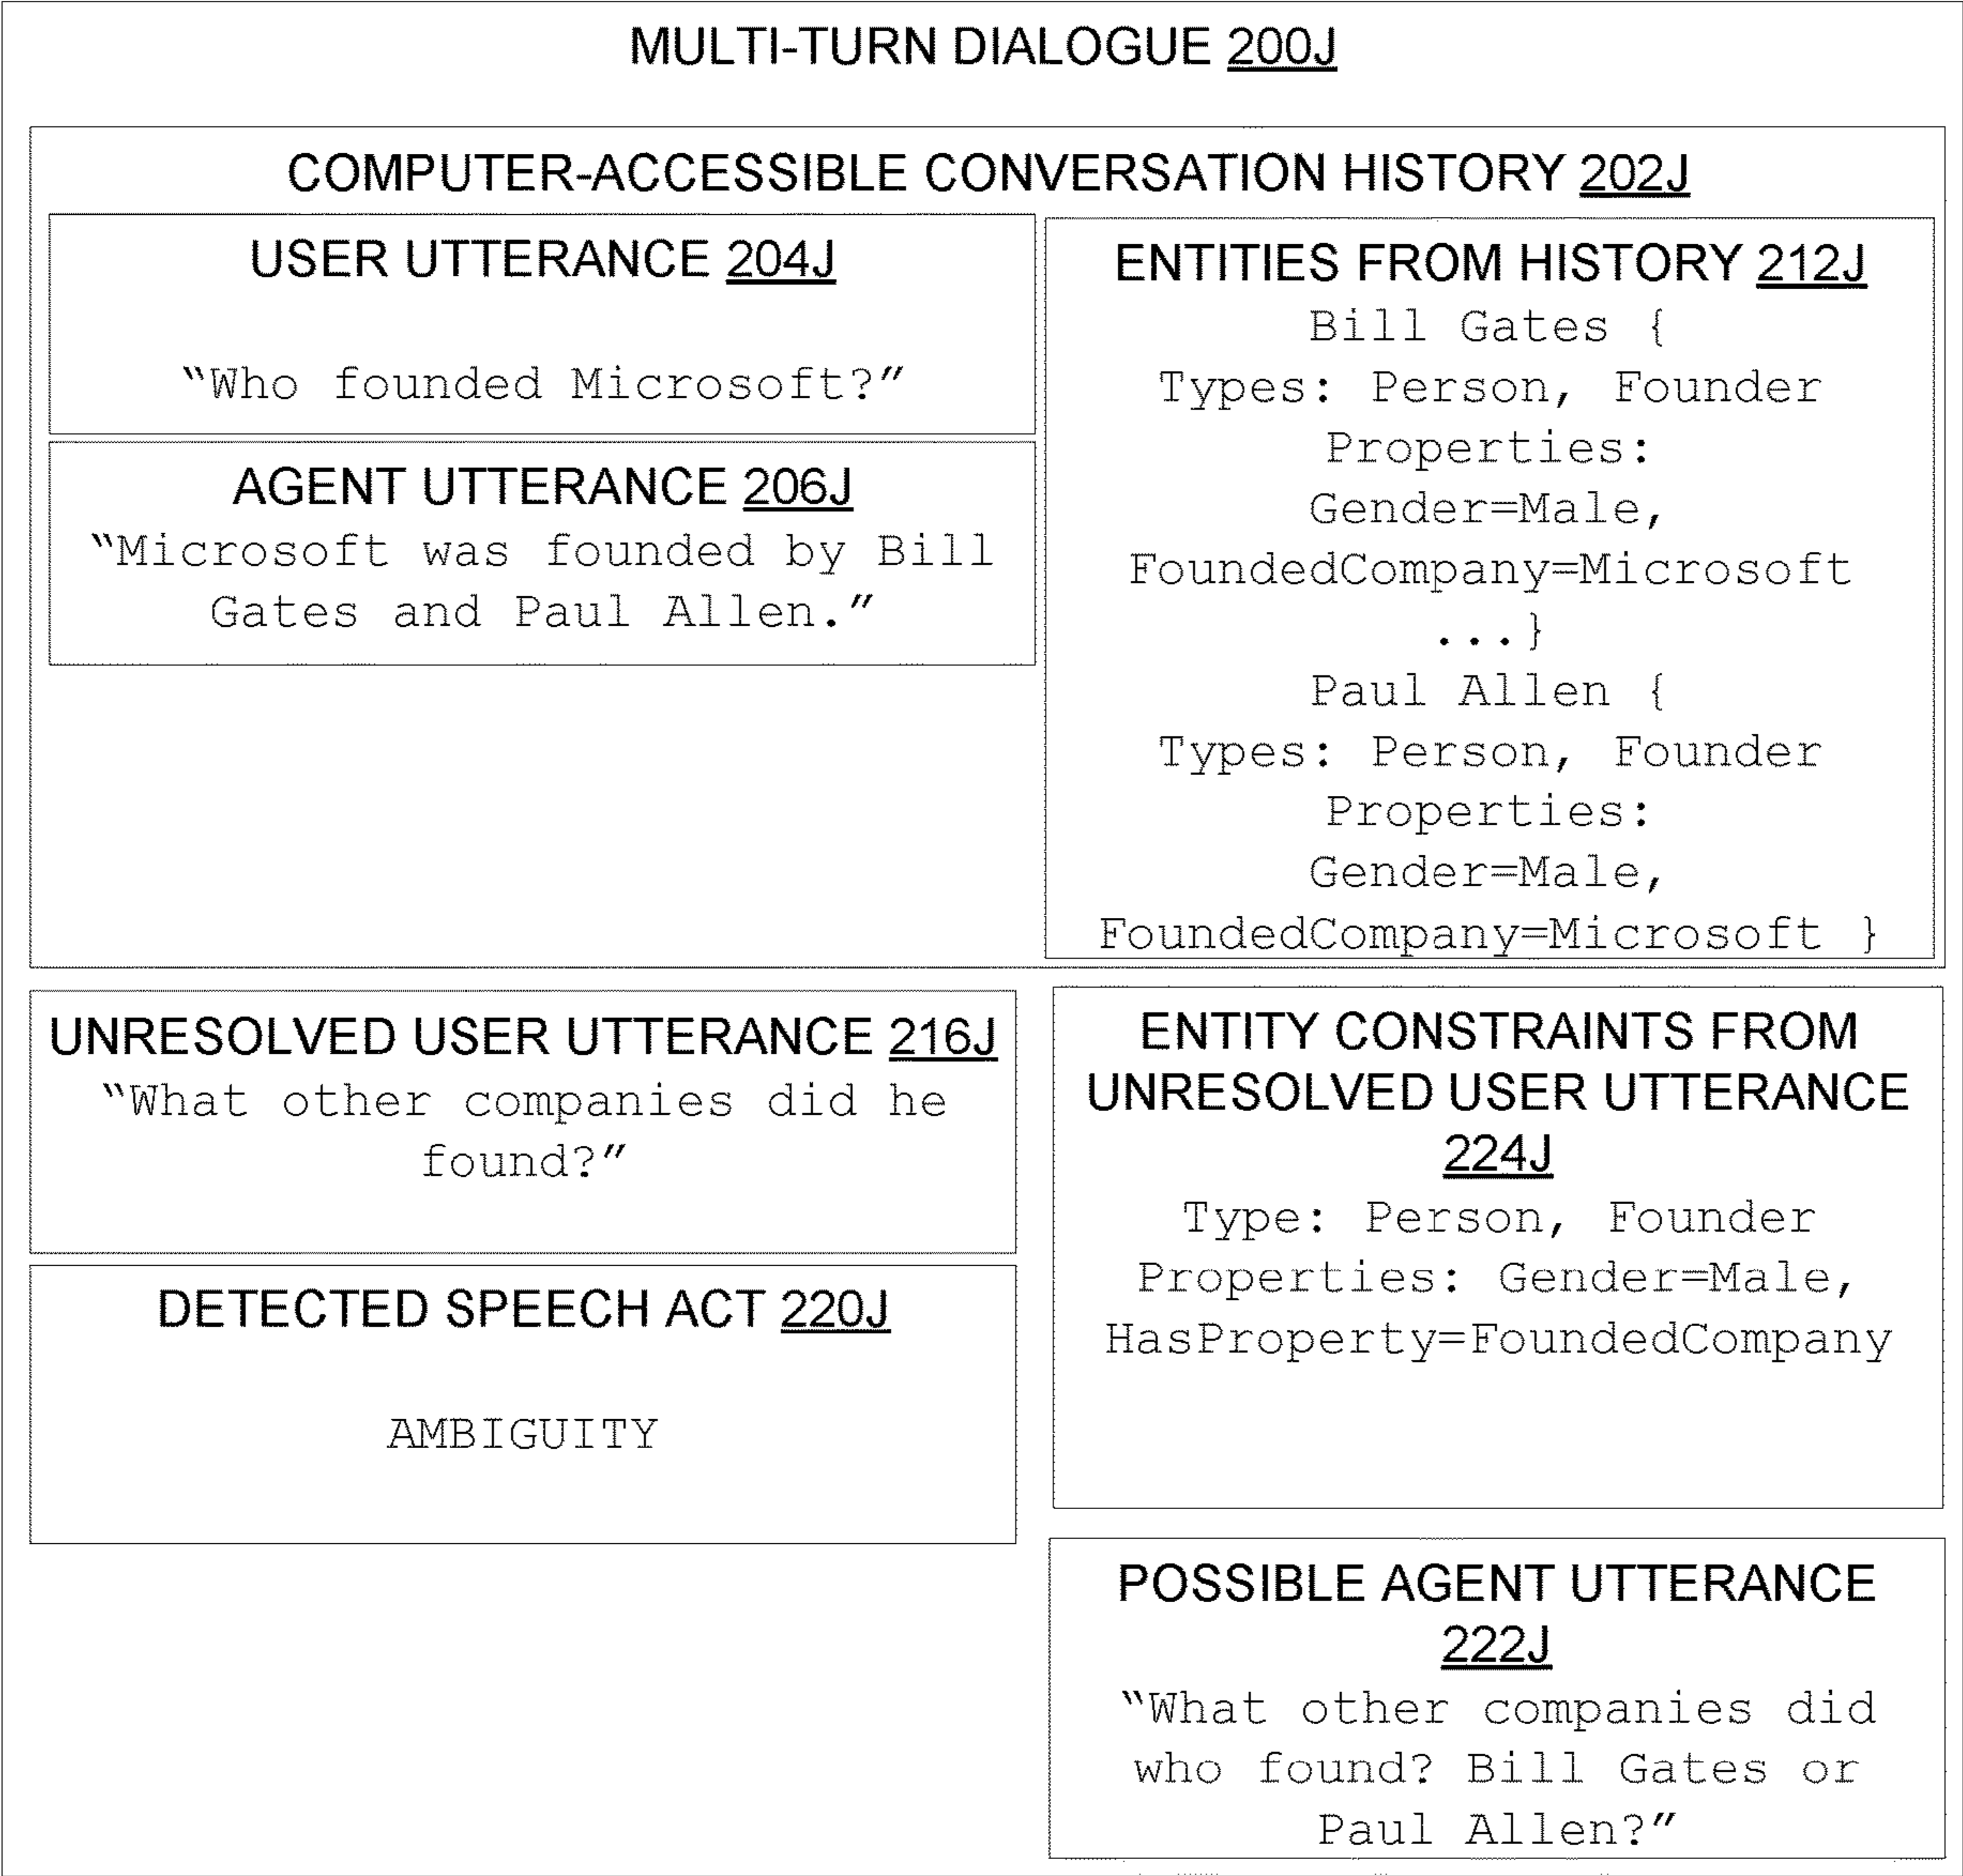 MULTI-TURN DIALOGUE 200J
COMPUTER-ACCESSIBLE CONVERSATION HISTORY 202J
USER UTTERANCE 204J
“Who founded Microsoft?”
AGENT UTTERANCE 206J
“Microsoft was founded by Bill
Gates and Paul Allen.”
ENTITIES FROM HISTORY 212J
Bill Gates {
Types: Person, Founder
Properties:
Gender=Male,
FoundedCompany=Microsoft
...}
Paul Allen {
Types: Person, Founder
Properties:
Gender=Male,
FoundedCompany=Microsoft }
UNRESOLVED USER UTTERANCE 216J
“What other companies did he
found?”
ENTITY CONSTRAINTS FROM
UNRESOLVED USER UTTERANCE
224J
Type: Person, Founder
Properties: Gender=Male,
HasProperty=FoundedCompany
DETECTED SPEECH ACT 220J
AMBIGUITY
POSSIBLE AGENT UTTERANCE
222J
“What other companies did
who found? Bill Gates or
Paul Allen?”